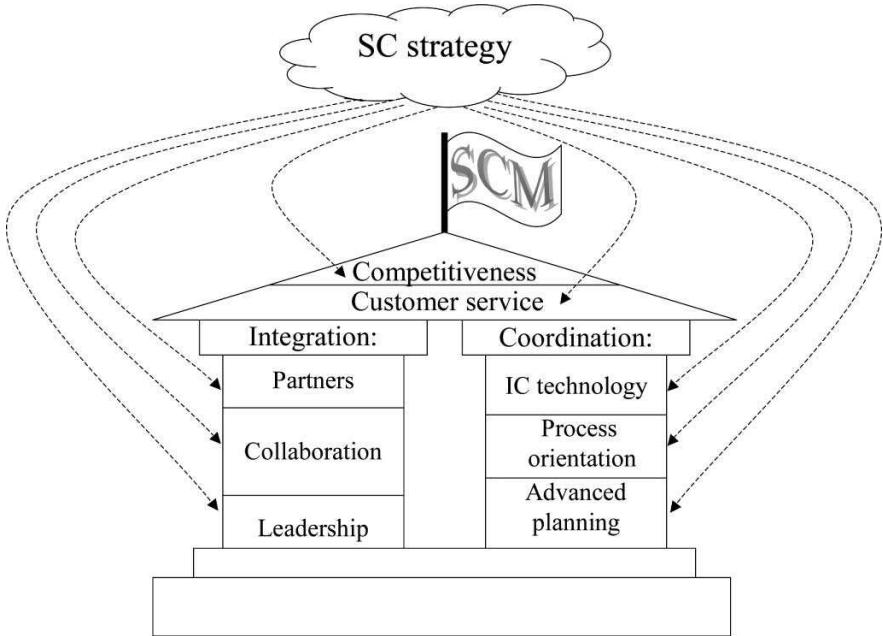 SC strategy
SCM
Competitiveness
Customer service
Integration:
Partners
Collaboration
Leadership
Coordination:
IC technology
Process
orientation
Advanced
planning